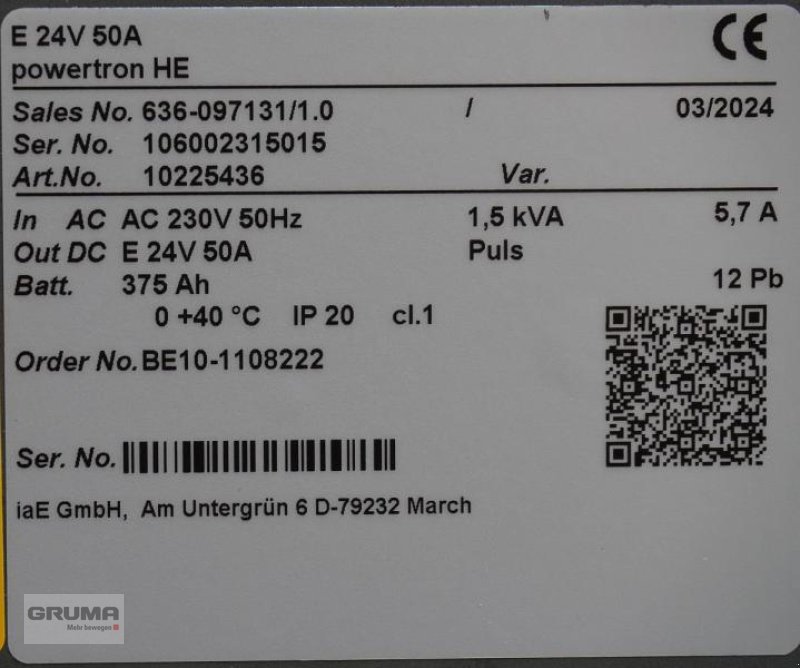 E 24V 50A
powertron HE
CE
Sales No. 636-097131/1.0 / 03/2024
Ser. No. 106002315015
Art.No. 10225436 Var.
In AC AC 230V 50Hz 1,5 kVA 5,7 A
Out DC E 24V 50A Puls
Batt. 375 Ah 12 Pb
0 +40 °C IP 20 cl.1
Order No. BE10-1108222
Ser. No.
iaE GmbH, Am Untergrün 6 D-79232 March
GRUMA
Mehr bewegen